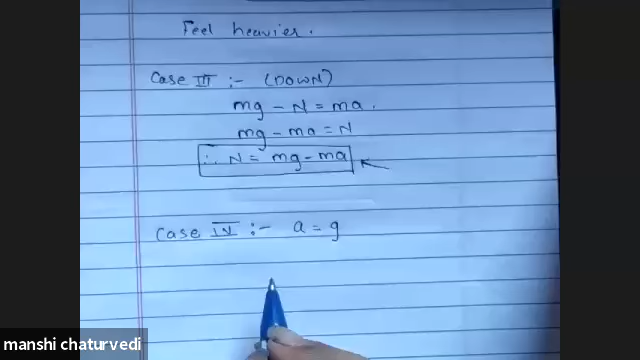 Feel heavier.
Case III :- (DOWN)
mg - N = ma.
mg - ma = N
∴ N = mg - ma
Case IV :- a = g
manshi chaturvedi